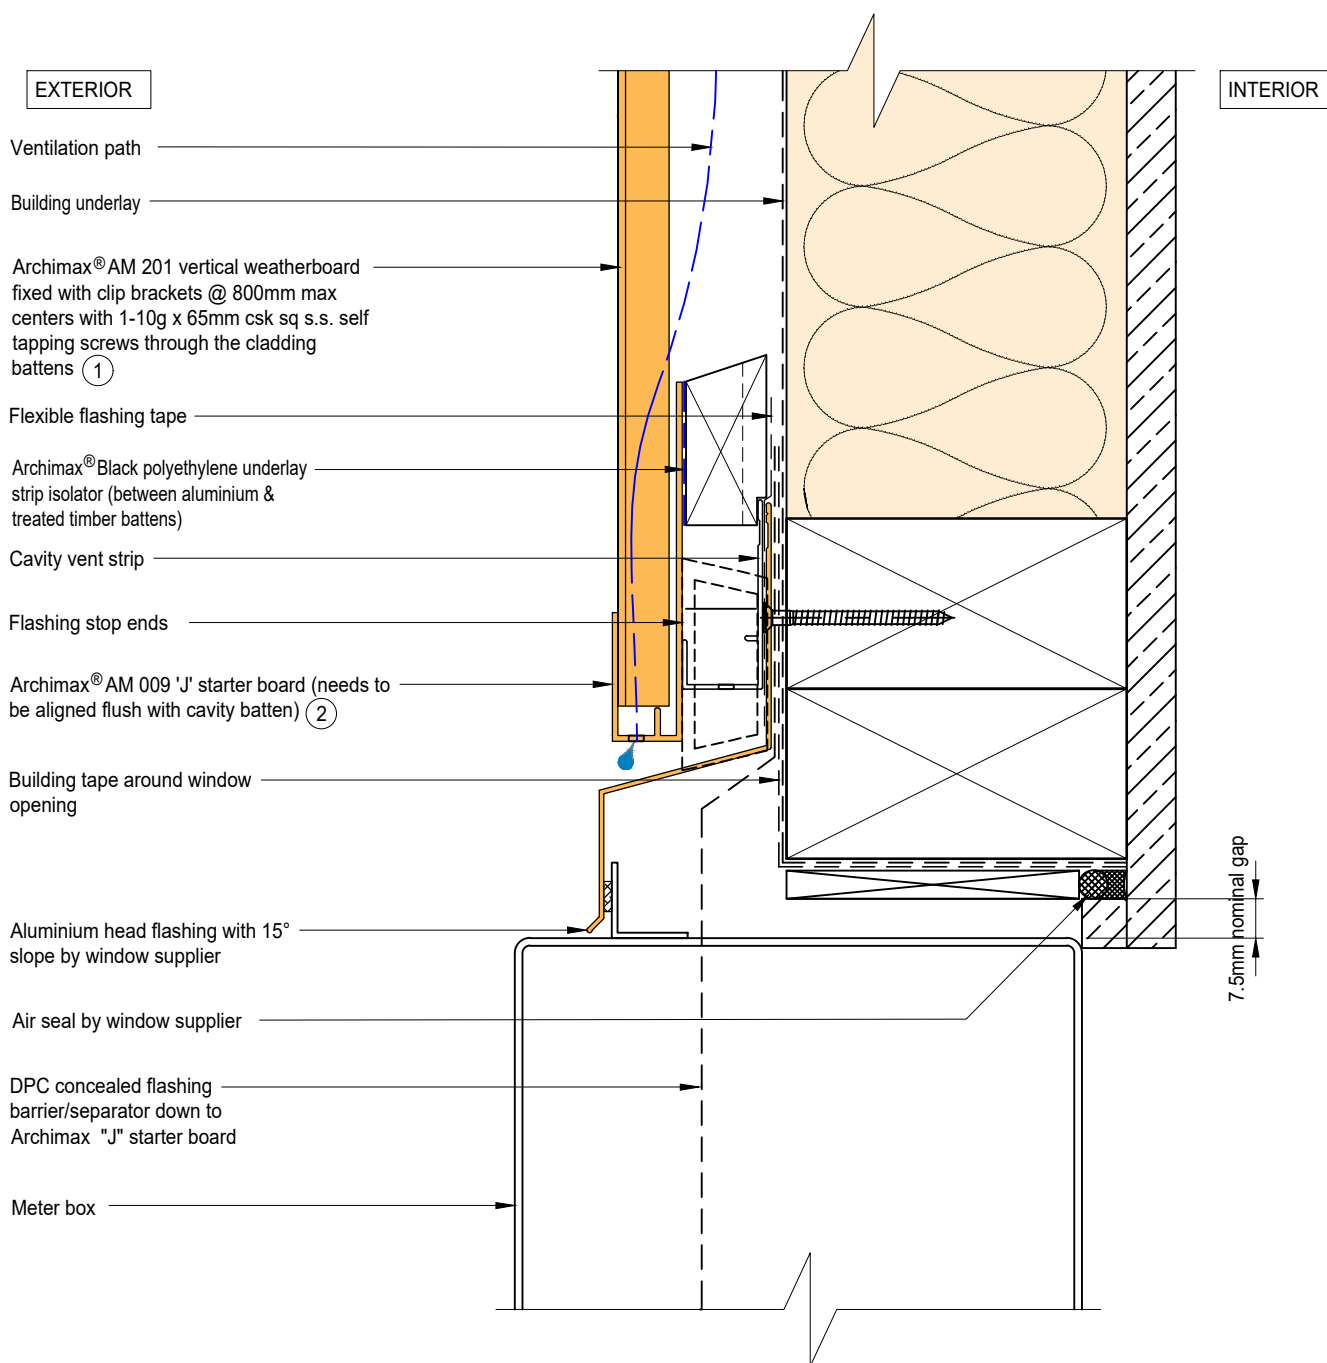 EXTERIOR
INTERIOR
Ventilation path
Building underlay
Archimax® AM 201 vertical weatherboard
fixed with clip brackets @ 800mm max
centers with 1-10g x 65mm csk sq s.s. self
tapping screws through the cladding
battens 1
Flexible flashing tape
Archimax® Black polyethylene underlay
strip isolator (between aluminium &
treated timber battens)
Cavity vent strip
Flashing stop ends
Archimax® AM 009 'J' starter board (needs to
be aligned flush with cavity batten) 2
Building tape around window
opening
7.5mm nominal gap
Aluminium head flashing with 15°
slope by window supplier
Air seal by window supplier
DPC concealed flashing
barrier/separator down to
Archimax "J" starter board
Meter box